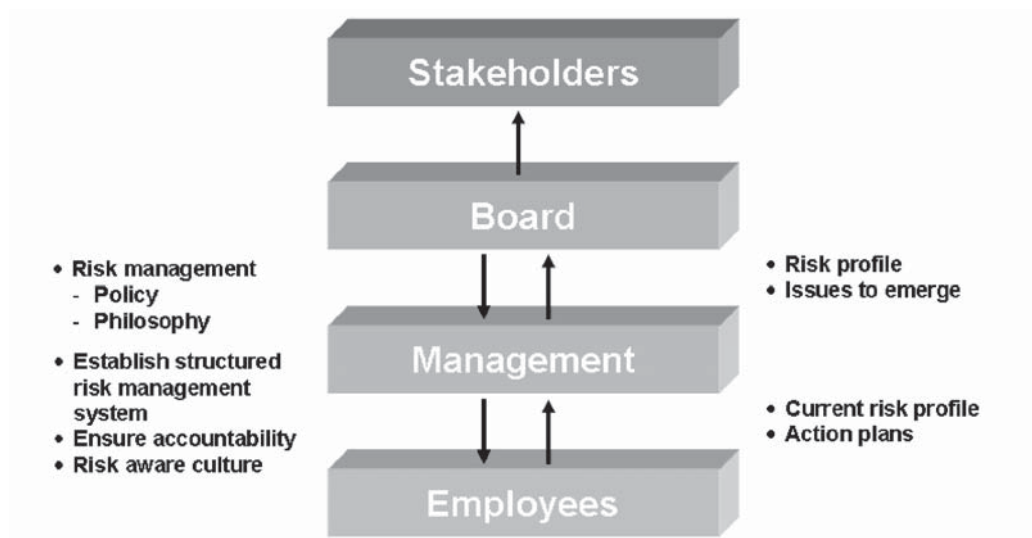 Stakeholders
Board
• Risk management
- Policy
- Philosophy
• Risk profile
• Issues to emerge
Management
• Establish structured
risk management
system
• Ensure accountability
• Risk aware culture
• Current risk profile
• Action plans
Employees